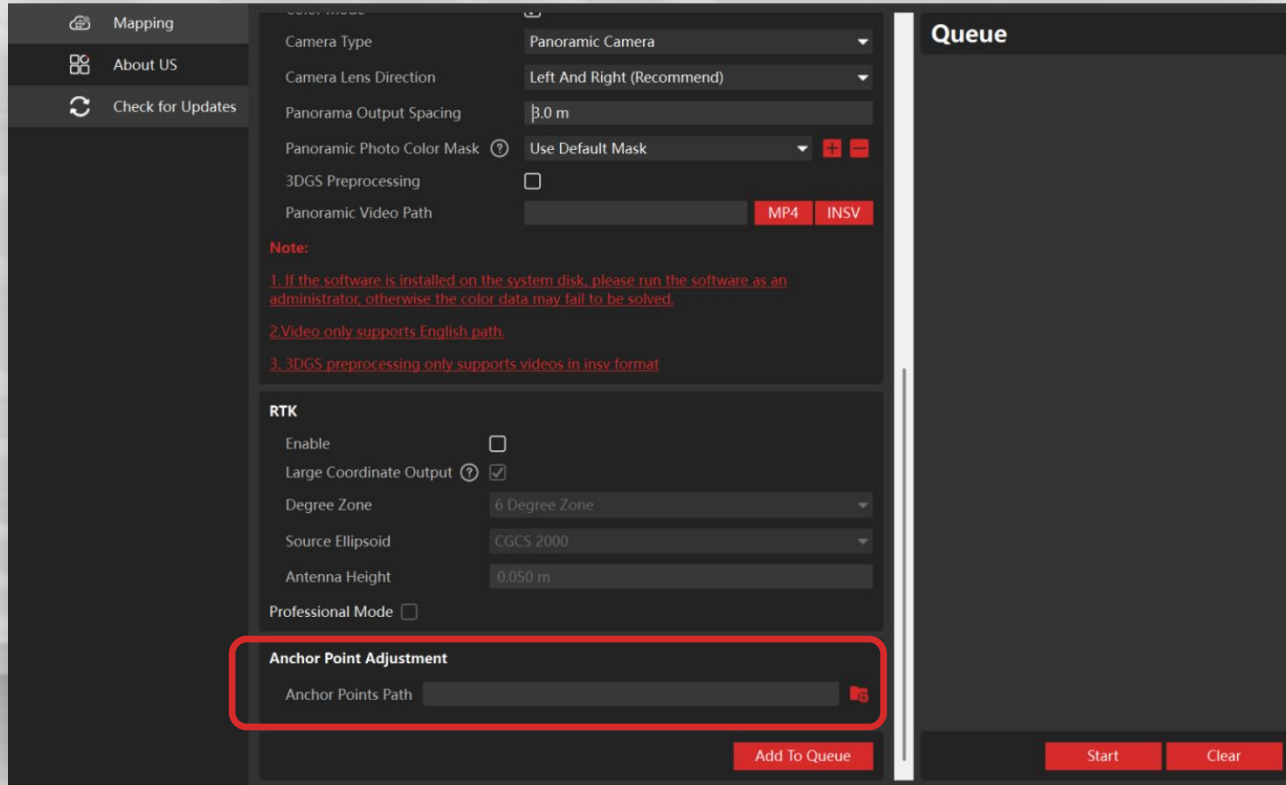 Mapping
About US
Check for Updates
Color Mode
Camera Type Panoramic Camera
Camera Lens Direction Left And Right (Recommend)
Panorama Output Spacing 3.0 m
Panoramic Photo Color Mask ? Use Default Mask
3DGS Preprocessing
Panoramic Video Path MP4 INSV
Note:
1. If the software is installed on the system disk, please run the software as an
administrator, otherwise the color data may fail to be solved.
2.Video only supports English path.
3. 3DGS preprocessing only supports videos in insv format
RTK
Enable
Large Coordinate Output ?
Degree Zone 6 Degree Zone
Source Ellipsoid CGCS 2000
Antenna Height 0.050 m
Professional Mode
Anchor Point Adjustment
Anchor Points Path
Add To Queue
Queue
Start Clear